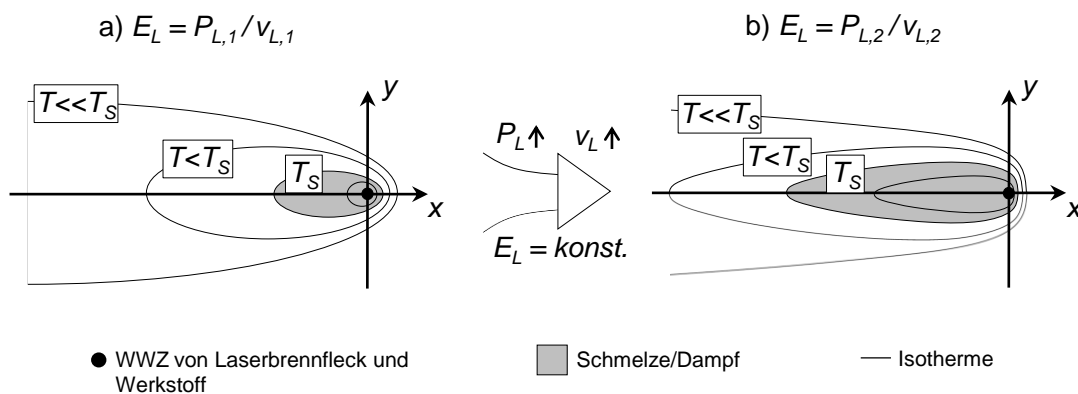 a) E_L = P_L,1 / v_L,1
b) E_L = P_L,2 / v_L,2
T<<T_S
T<T_S
T_S
y
x
P_L↑ v_L↑
E_L = konst.
T<<T_S
T<T_S
T_S
y
x
WWZ von Laserbrennfleck und
Werkstoff
Schmelze/Dampf
Isotherme